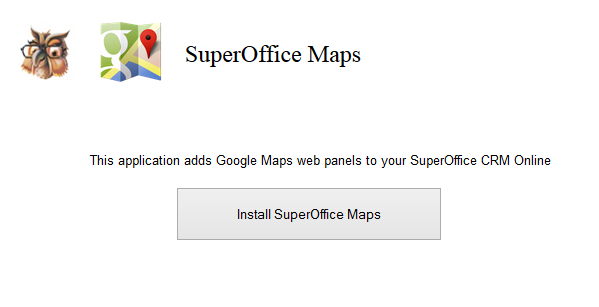 SuperOffice Maps
This application adds Google Maps web panels to your SuperOffice CRM Online
Install SuperOffice Maps